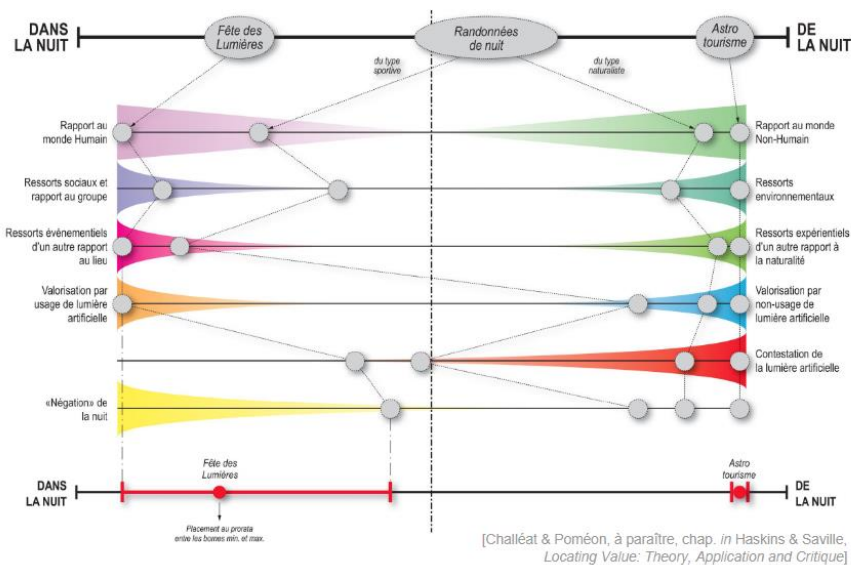 DANS
LA NUIT
Fête des
Lumières
Randonnées
de nuit
Astro
tourisme
DE
LA NUIT
du type
sportive
du type
naturaliste
Rapport au
monde Humain
Rapport au monde
Non-Humain
Ressorts sociaux et
rapport au groupe
Ressorts
environnementaux
Ressorts événementiels
d'un autre rapport
au lieu
Ressorts expérientiels
d'un autre rapport à
la naturalité
Valorisation par
usage de lumière
artificielle
Valorisation par
non-usage de
lumière artificielle
Contestation de
la lumière artificielle
«Négation» de
la nuit
DANS
LA NUIT
Fête des
Lumières
Astro
tourisme
DE
LA NUIT
Placement au prorata
entre les bornes min. et max.
[Challéat & Poméon, à paraître, chap. in Haskins & Saville,
Locating Value: Theory, Application and Critique]